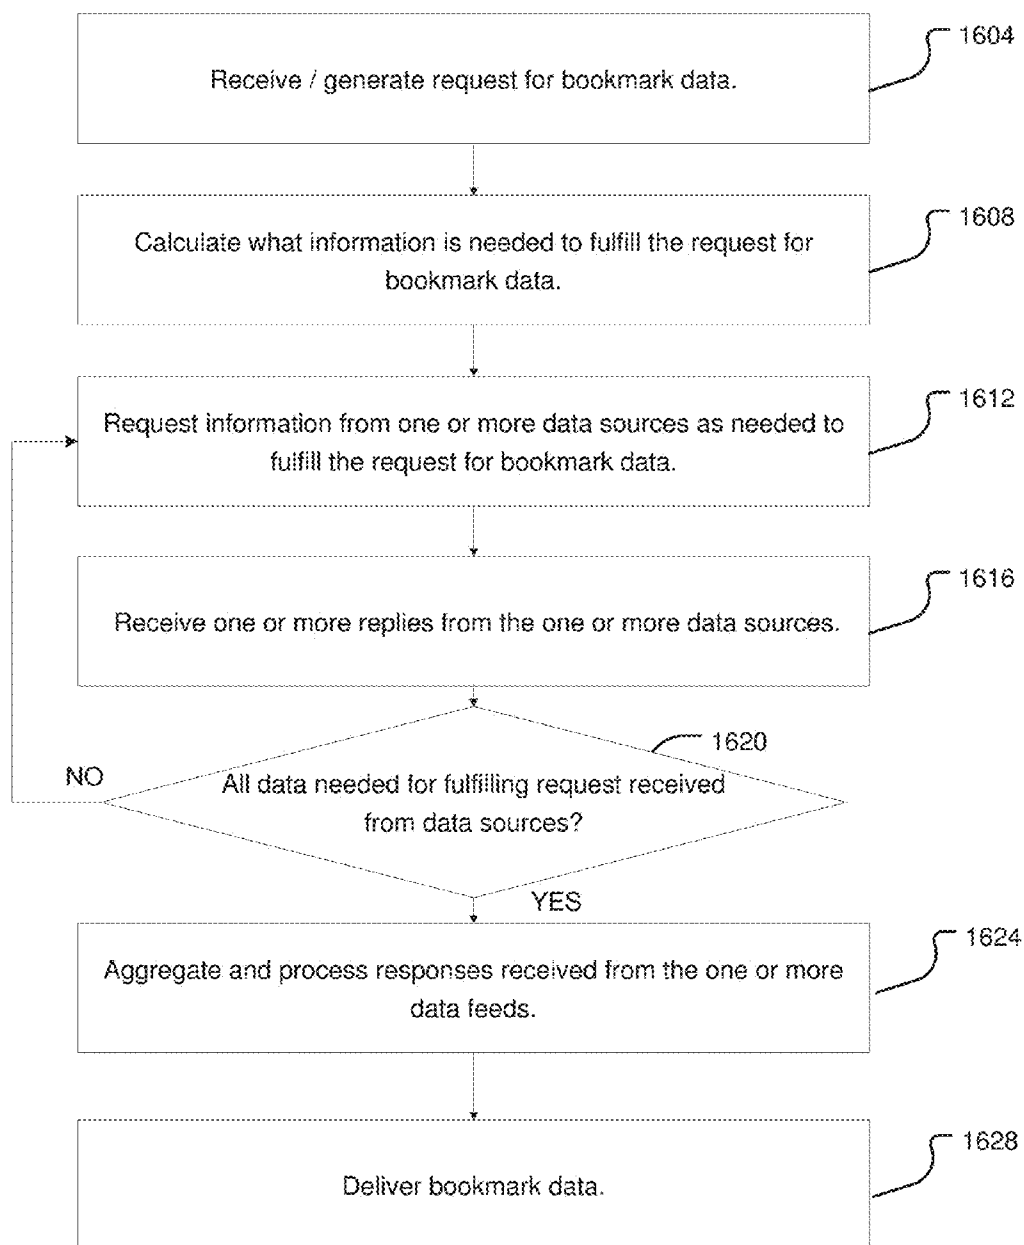 1604
Receive / generate request for bookmark data.
1608
Calculate what information is needed to fulfill the request for
bookmark data.
1612
Request information from one or more data sources as needed to
fulfill the request for bookmark data.
1616
Receive one or more replies from the one or more data sources.
1620
NO
All data needed for fulfilling request received
from data sources?
YES
1624
Aggregate and process responses received from the one or more
data feeds.
1628
Deliver bookmark data.